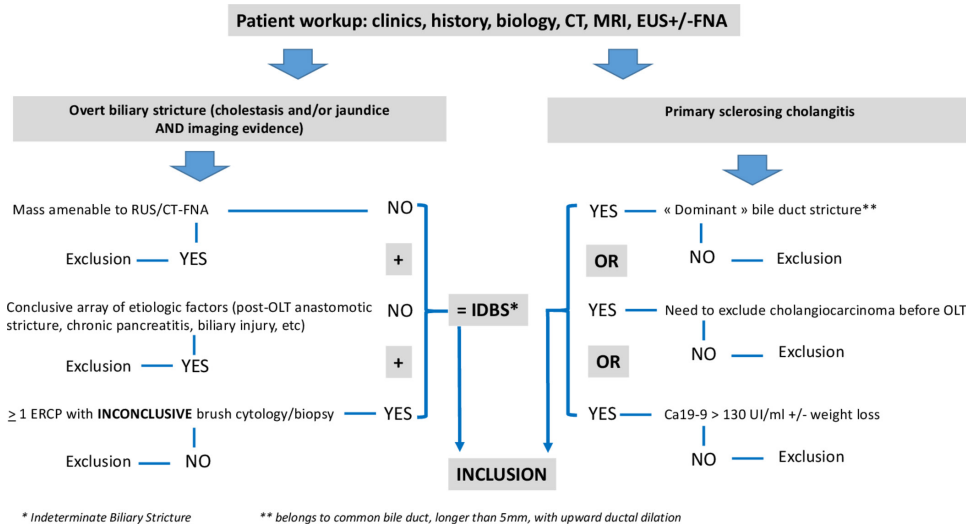 Patient workup: clinics, history, biology, CT, MRI, EUS+/-FNA
Overt biliary stricture (cholestasis and/or jaundice
AND imaging evidence)
Mass amenable to RUS/CT-FNA
NO
Exclusion
YES
+
Conclusive array of etiologic factors (post-OLT anastomotic
stricture, chronic pancreatitis, biliary injury, etc)
NO
Exclusion
YES
+
≥ 1 ERCP with INCONCLUSIVE brush cytology/biopsy
YES
Exclusion
NO
= IDBS*
INCLUSION
Primary sclerosing cholangitis
YES
« Dominant » bile duct stricture**
NO
Exclusion
OR
YES
Need to exclude cholangiocarcinoma before OLT
NO
Exclusion
OR
YES
Ca19-9 > 130 UI/ml +/- weight loss
NO
Exclusion
* Indeterminate Biliary Stricture
** belongs to common bile duct, longer than 5mm, with upward ductal dilation